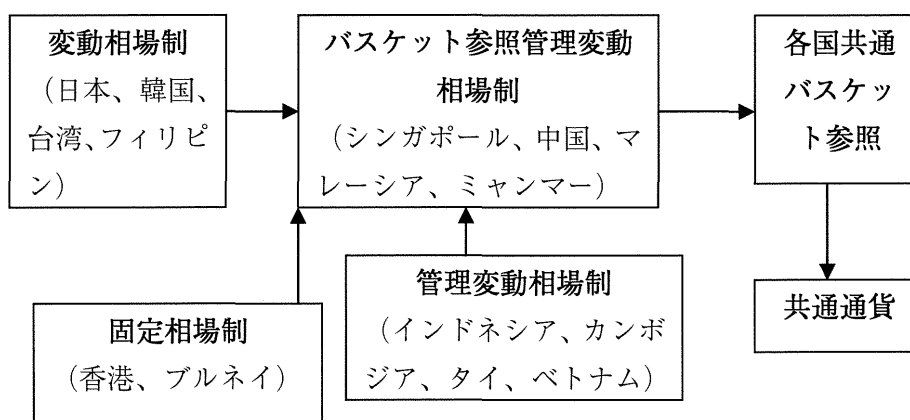 変動相場制
（日本、韓国、
台湾、フィリピ
ン）
バスケット参照管理変動
相場制
（シンガポール、中国、マ
レーシア、ミャンマー）
各国共通
バスケッ
ト参照
固定相場制
（香港、ブルネイ）
管理変動相場制
（インドネシア、カンボ
ジア、タイ、ベトナム）
共通通貨